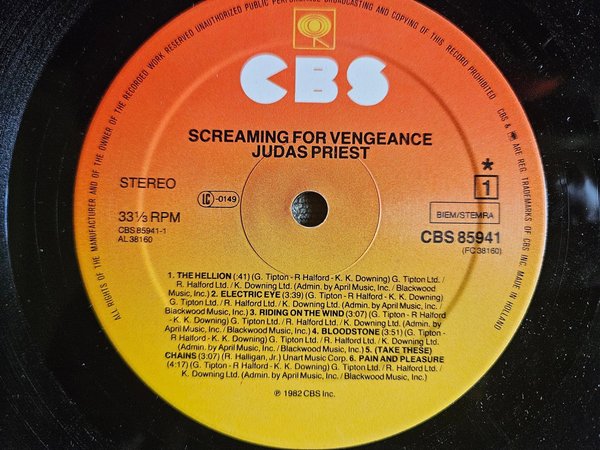 ALL RIGHTS OF THE MANUFACTURER AND OF THE OWNER OF THE RECORDED WORK RESERVED UNAUTHORIZED PUBLIC PERFORMANCE BROADCASTING AND COPYING OF THIS RECORD PROHIBITED
CBS & ARE REG. TRADEMARKS OF CBS INC. MADE IN HOLLAND
CBS
SCREAMING FOR VENGEANCE
JUDAS PRIEST
STEREO
LC -0149
* 1
33 1/3 RPM
BIEM/STEMRA
CBS 85941-1
AL 38160
CBS 85941
(FC 38160)
1. THE HELLION (:41) (G. Tipton - R Halford - K. K. Downing) G. Tipton Ltd. /
R. Halford Ltd. / K. Downing Ltd. (Admin. by April Music, Inc. / Blackwood
Music Inc.) 2. ELECTRIC EYE (3:39) (G. Tipton - R Halford - K. K. Downing) G.
Tipton Ltd. / R. Halford Ltd. / K. Downing Ltd. (Admin. by April Music, Inc. /
Blackwood Music Inc.) 3. RIDING ON THE WIND (3:07) (G. Tipton - R Halford
- K. K. Downing) G. Tipton Ltd. / R. Halford Ltd. / K. Downing Ltd. (Admin. by
April Music, Inc. / Blackwood Music, Inc.) 4. BLOODSTONE (3:51) (G. Tipton -
R Halford - K. K. Downing) G. Tipton Ltd. / R. Halford Ltd. / K. Downing Ltd.
(Admin. by April Music, Inc. / Blackwood Music, Inc.) 5. (TAKE THESE)
CHAINS (3:07) (R. Halligan, Jr.) Unart Music Corp. 6. PAIN AND PLEASURE
(4:17) (G. Tipton - R Halford - K. K. Downing) G. Tipton Ltd. / R. Halford Ltd. /
K. Downing Ltd. (Admin. by April Music, Inc. / Blackwood Music, Inc.)
℗ 1982 CBS Inc.